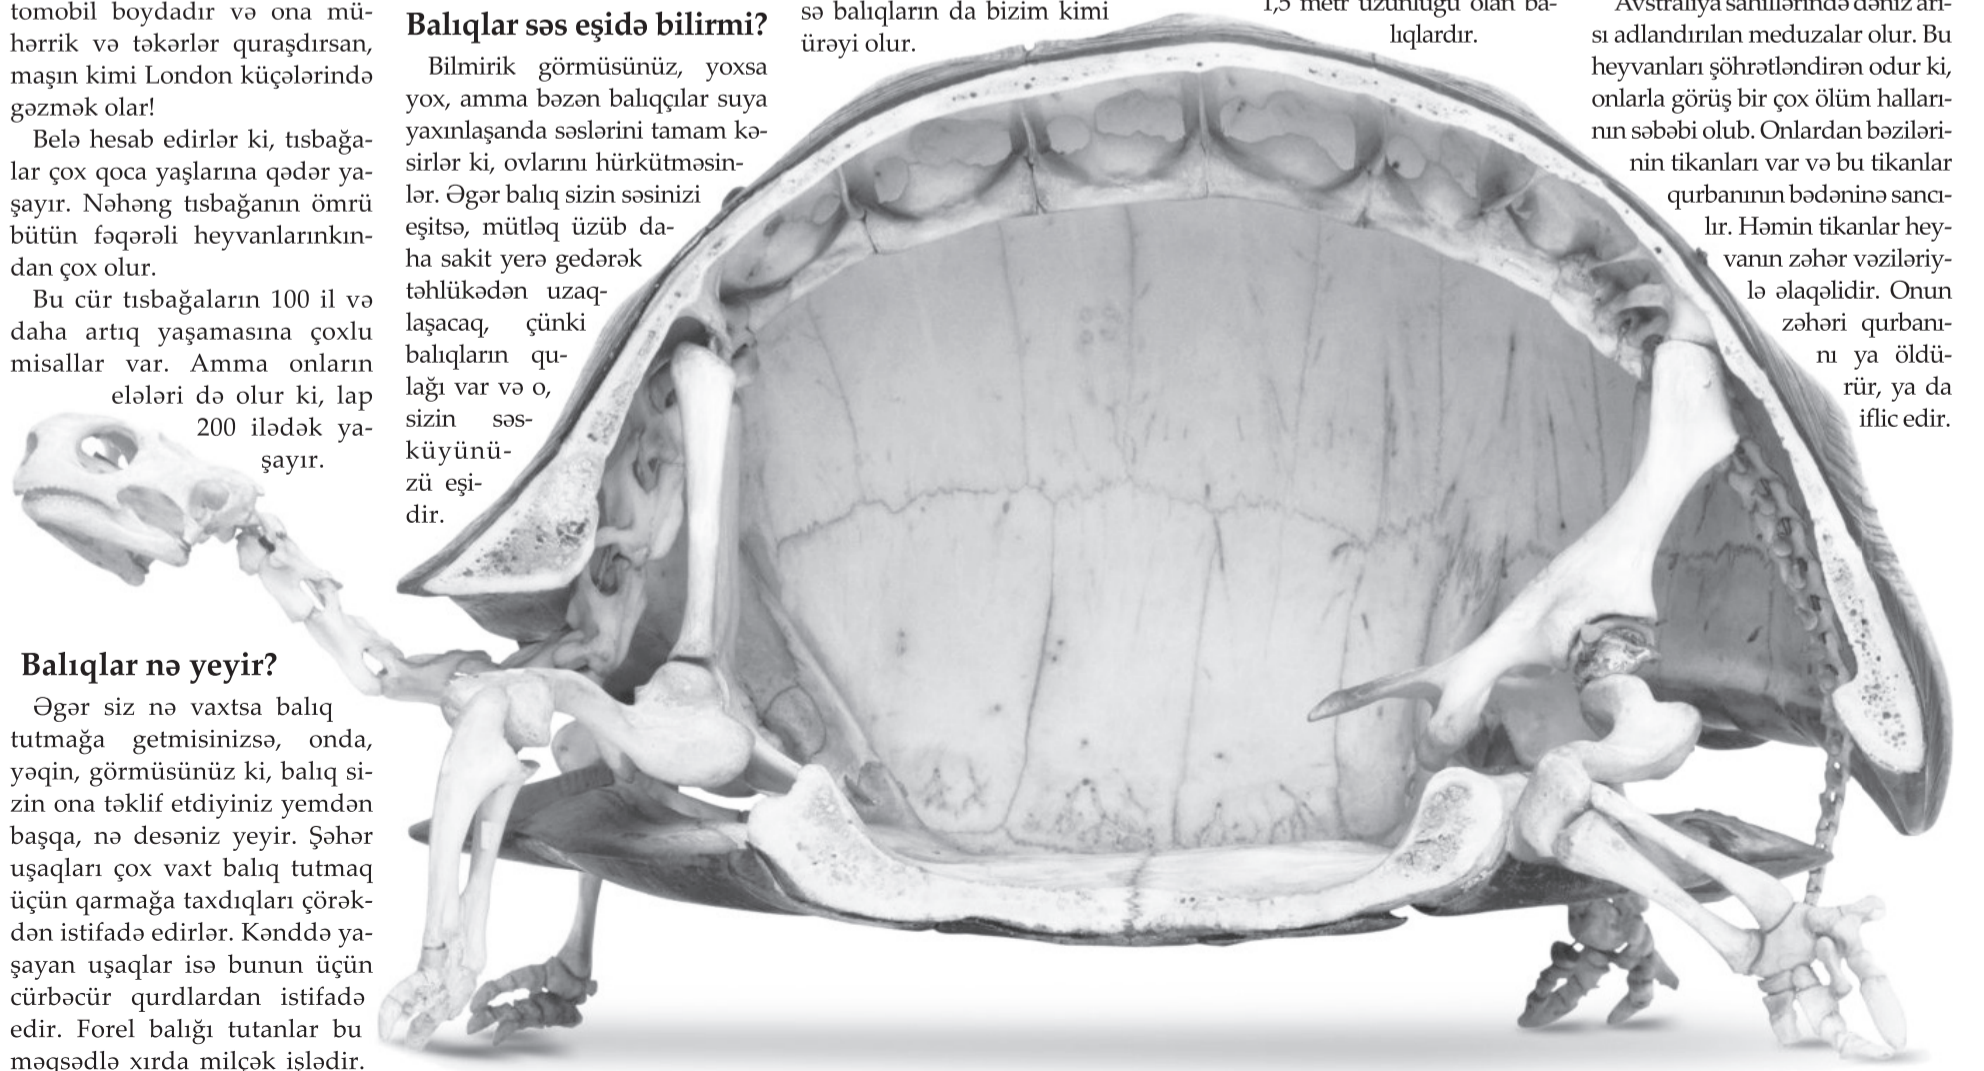 tomobil boydadır və ona mü-
hərrik və təkərlər quraşdırsan,
maşın kimi London küçələrində
gəzmək olar!
Belə hesab edirlər ki, tısbağa-
lar çox qoca yaşlarına qədər ya-
şayır. Nəhəng tısbağanın ömrü
bütün fəqərəli heyvanlarınkın-
dan çox olur.
Bu cür tısbağaların 100 il və
daha artıq yaşamasına çoxlu
misallar var. Amma onların
elələri də olur ki, lap
200 ilədək ya-
şayır.
Balıqlar nə yeyir?
Əgər siz nə vaxtsa balıq
tutmağa getmisinizsə, onda,
yəqin, görmüsünüz ki, balıq si-
zin ona təklif etdiyiniz yemdən
başqa, nə desəniz yeyir. Şəhər
uşaqları çox vaxt balıq tutmaq
üçün qarmağa taxdıqları çörək-
dən istifadə edirlər. Kənddə ya-
şayan uşaqlar isə bunun üçün
cürbəcür qurdlardan istifadə
edir. Forel balığı tutanlar bu
məqsədlə xırda milçək işlədir.
Balıqlar səs eşidə bilirmi?
Bilmirik görmüsünüz, yoxsa
yox, amma bəzən balıqçılar suya
yaxınlaşanda səslərini tamam kə-
sirlər ki, ovlarını hürkütməsin-
lər. Əgər balıq sizin səsinizi
eşitsə, mütləq üzüb da-
ha sakit yerə gedərək
təhlükədən uzaq-
laşacaq, çünki
balıqların qu-
lağı var və o,
sizin səs-
küyünü-
zü eşi-
dir.
sə balıqların da bizim kimi
ürəyi olur.
1,5 metr uzunluğu olan ba-
lıqlardır.
Avstraliya sahillərində dəniz arı-
sı adlandırılan meduzalar olur. Bu
heyvanları şöhrətləndirən odur ki,
onlarla görüş bir çox ölüm halları-
nın səbəbi olub. Onlardan bəziləri-
nin tikanları var və bu tikanlar
qurbanının bədəninə sancı-
lır. Həmin tikanlar hey-
vanın zəhər vəziləriy-
lə əlaqəlidir. Onun
zəhəri qurbanı-
nı ya öldü-
rür, ya da
iflic edir.